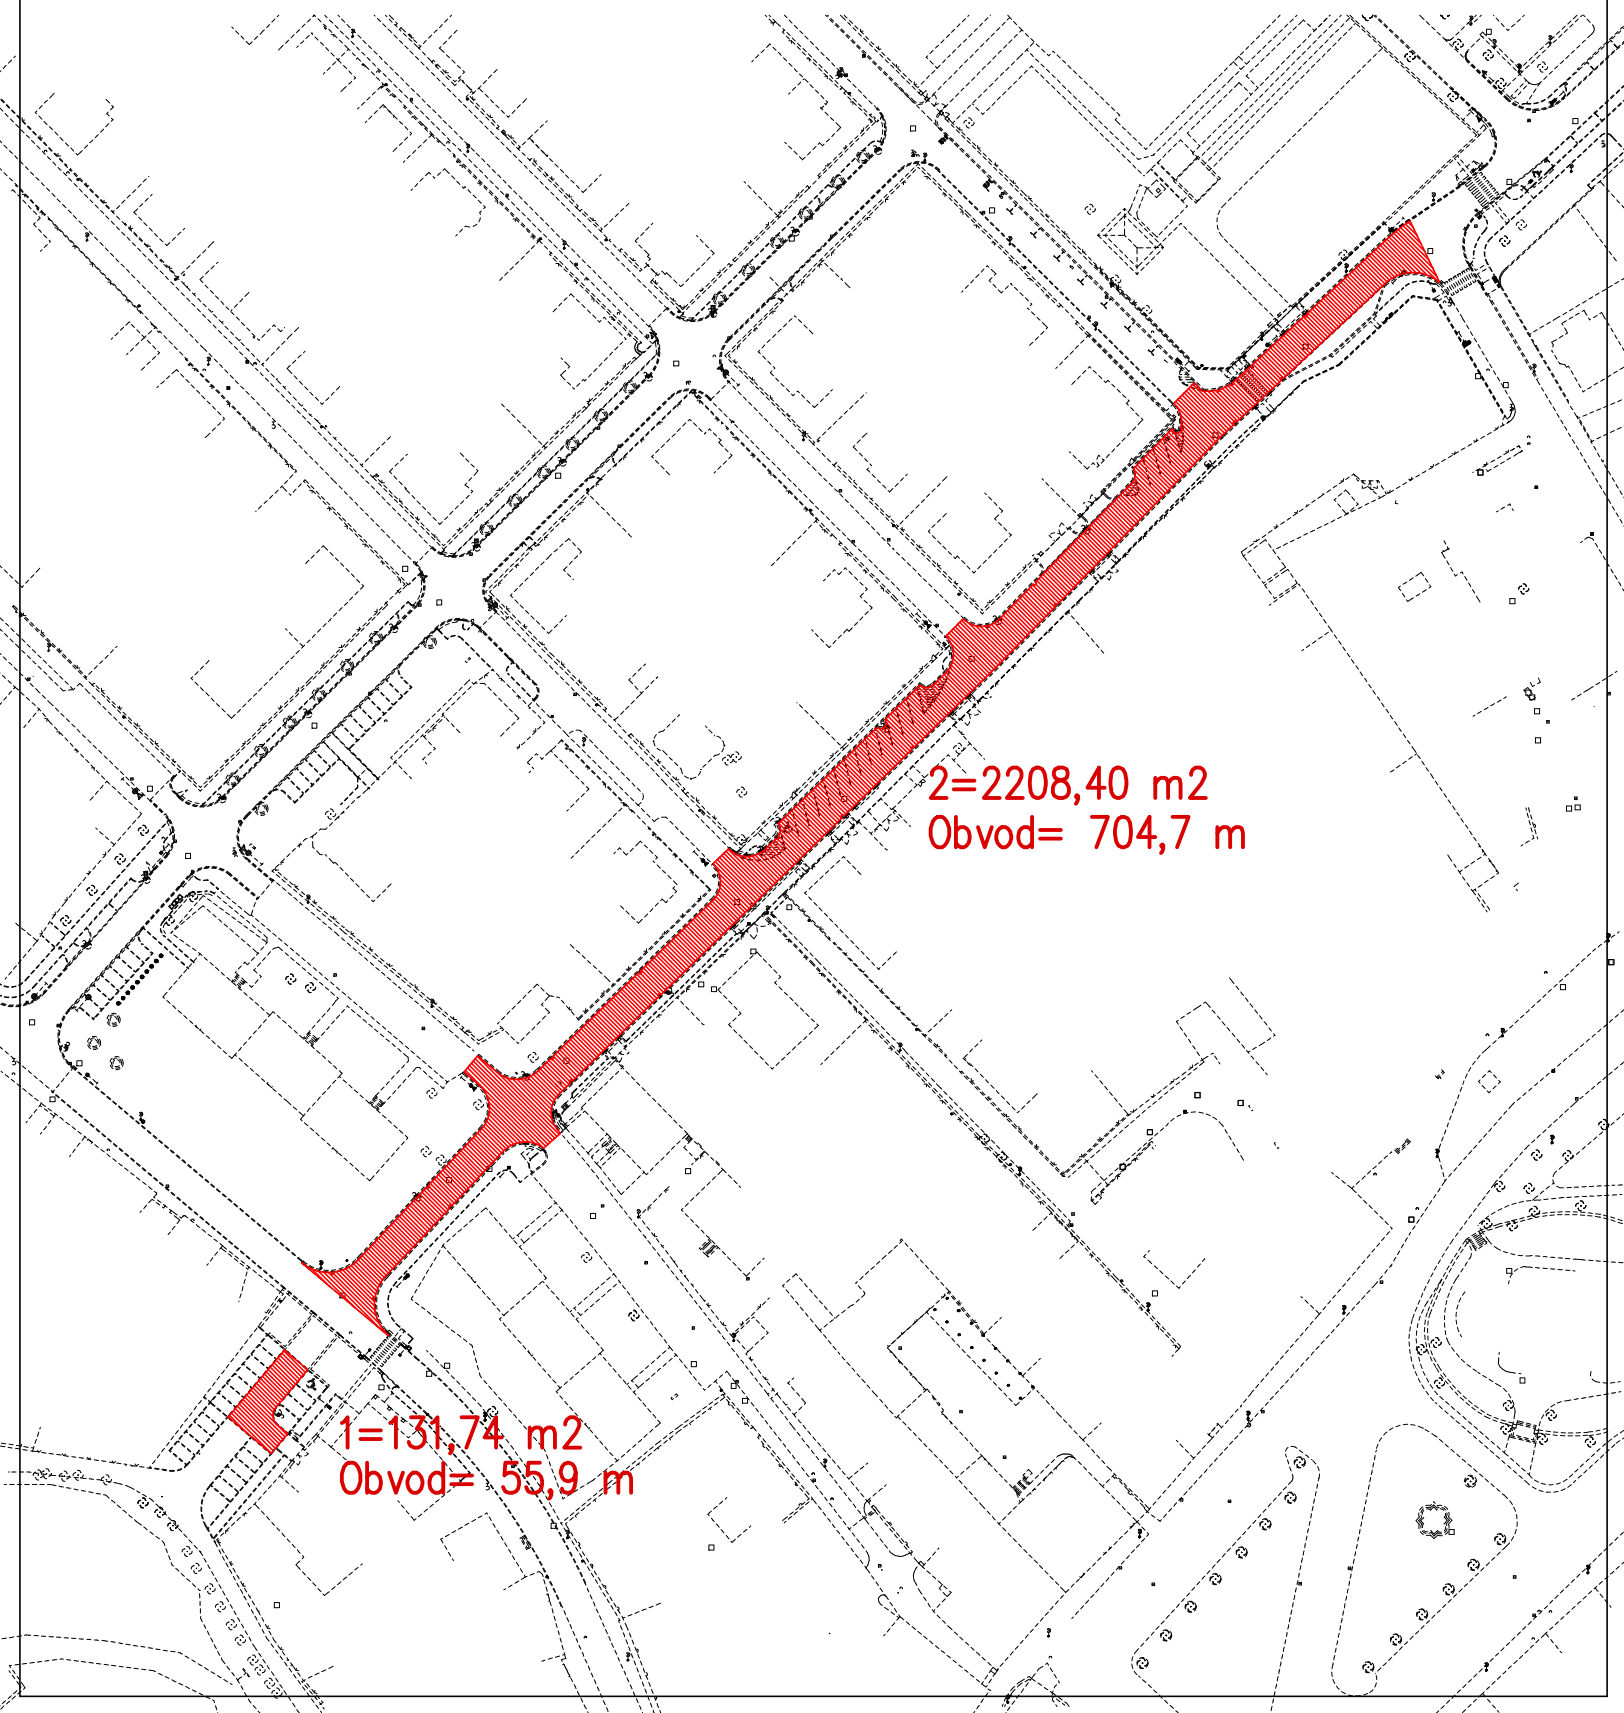 2=2208,40 m2
Obvod= 704,7 m
1=131,74 m2
Obvod= 55,9 m